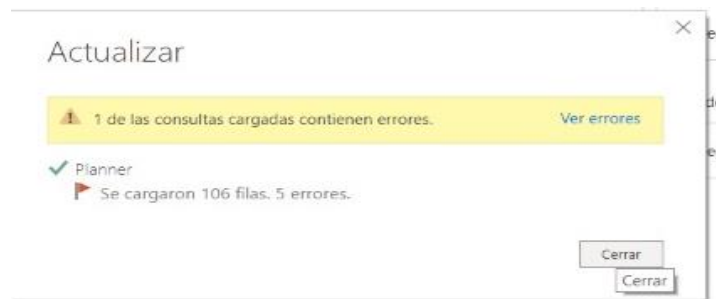 Actualizar
1 de las consultas cargadas contienen errores.
Ver errores
Planner
Se cargaron 106 filas. 5 errores.
Cerrar
Cerrar